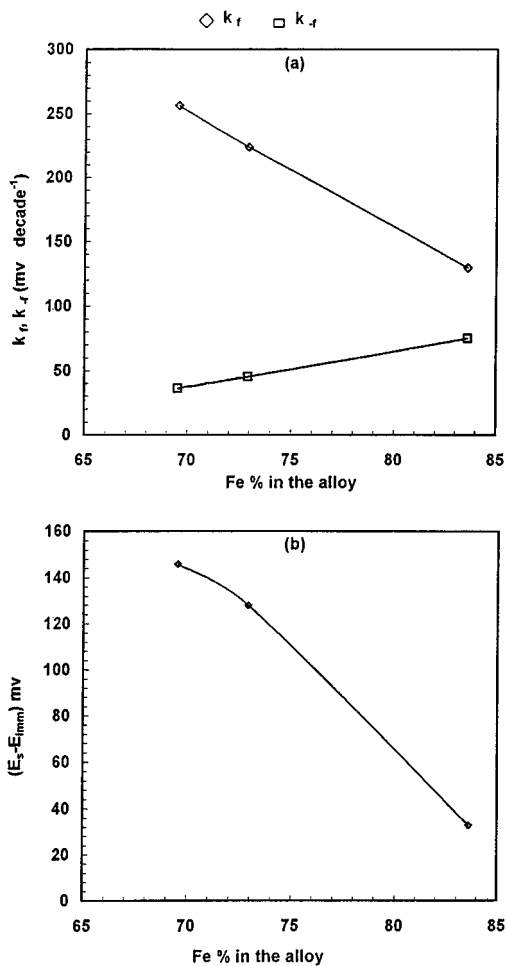 k f k -f
(a)
300
250
200
150
100
50
0
k f, k -f (mv decade-1)
65 70 75 80 85
Fe % in the alloy
(b)
160
140
120
100
80
60
40
20
0
(Es-Eimm) mv
65 70 75 80 85
Fe % in the alloy